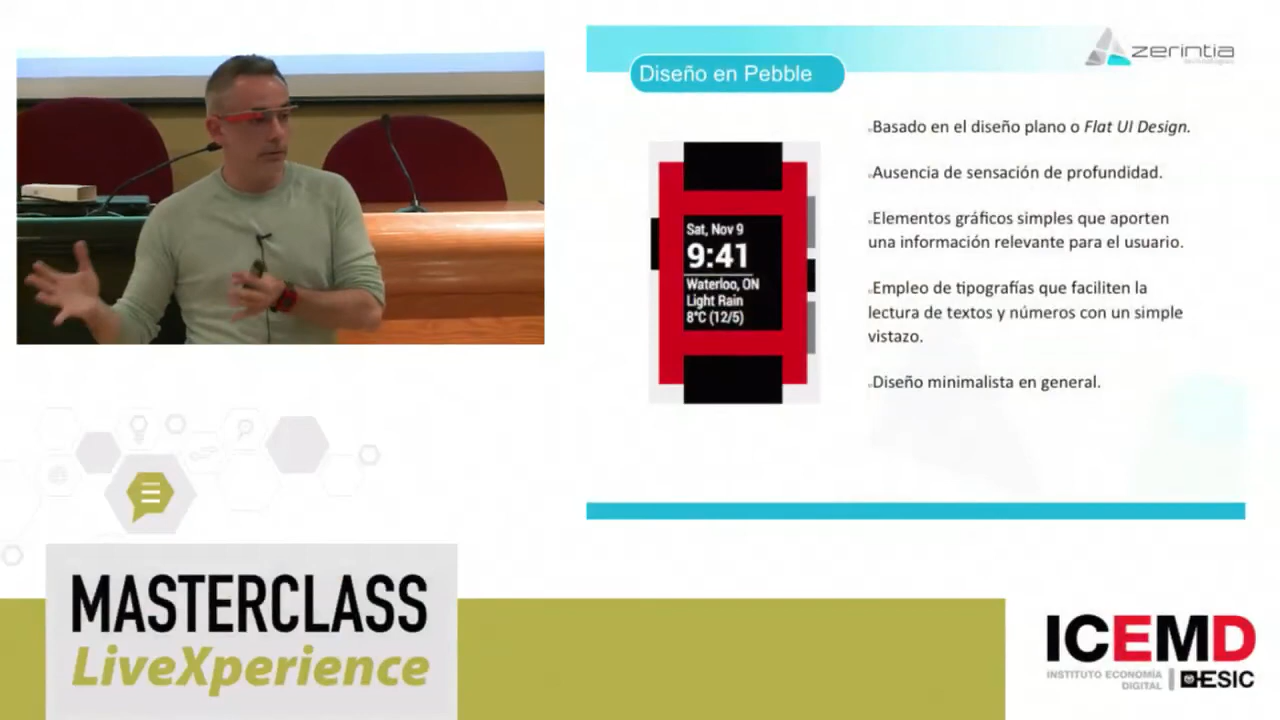 zerintia
technologies
Diseño en Pebble
Basado en el diseño plano o Flat UI Design.
Ausencia de sensación de profundidad.
Elementos gráficos simples que aporten
una información relevante para el usuario.
Empleo de tipografías que faciliten la
lectura de textos y números con un simple
vistazo.
Diseño minimalista en general.
Sat, Nov 9
9:41
Waterloo, ON
Light Rain
8°C (12/5)
MASTERCLASS
LiveXperience
ICEMD
INSTITUTO ECONOMÍA
DIGITAL
ESIC